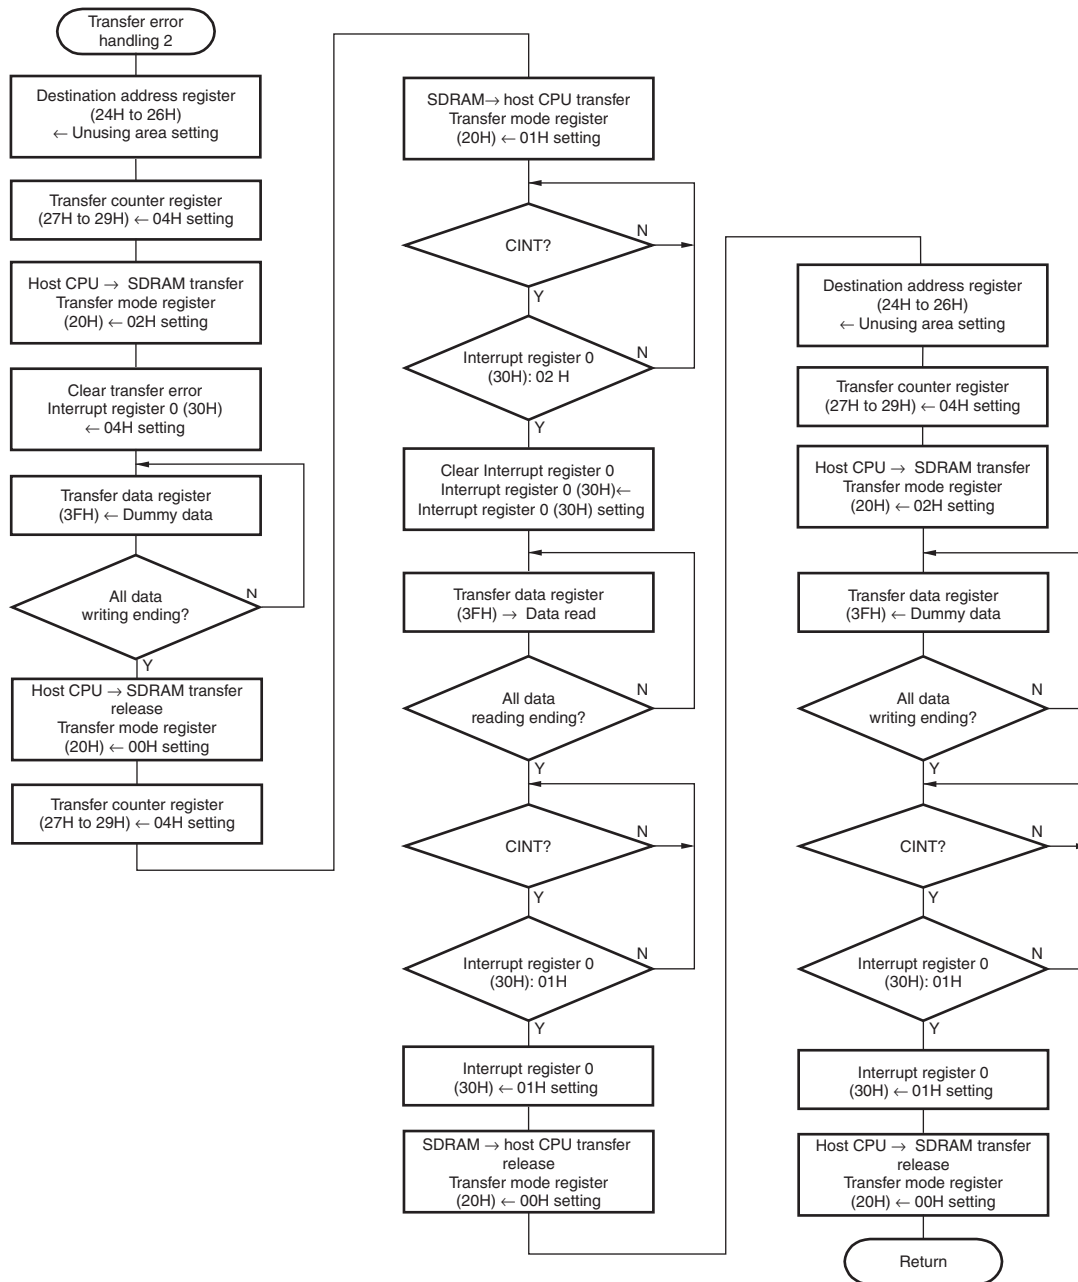 Transfer error
handling 2
Destination address register
(24H to 26H)
← Unusing area setting
Transfer counter register
(27H to 29H) ← 04H setting
Host CPU → SDRAM transfer
Transfer mode register
(20H) ← 02H setting
Clear transfer error
Interrupt register 0 (30H)
← 04H setting
Transfer data register
(3FH) ← Dummy data
All data
writing ending?
N
Y
Host CPU → SDRAM transfer
release
Transfer mode register
(20H) ← 00H setting
Transfer counter register
(27H to 29H) ← 04H setting
SDRAM→ host CPU transfer
Transfer mode register
(20H) ← 01H setting
CINT?
N
Y
Interrupt register 0
(30H): 02 H
N
Y
Clear Interrupt register 0
Interrupt register 0 (30H)←
Interrupt register 0 (30H) setting
Transfer data register
(3FH) → Data read
All data
reading ending?
N
Y
CINT?
N
Y
Interrupt register 0
(30H): 01H
N
Y
Interrupt register 0
(30H) ← 01H setting
SDRAM → host CPU transfer
release
Transfer mode register
(20H) ← 00H setting
Destination address register
(24H to 26H)
← Unusing area setting
Transfer counter register
(27H to 29H) ← 04H setting
Host CPU → SDRAM transfer
Transfer mode register
(20H) ← 02H setting
Transfer data register
(3FH) ← Dummy data
All data
writing ending?
N
Y
CINT?
N
Y
Interrupt register 0
(30H): 01H
N
Y
Interrupt register 0
(30H) ← 01H setting
Host CPU → SDRAM transfer
release
Transfer mode register
(20H) ← 00H setting
Return